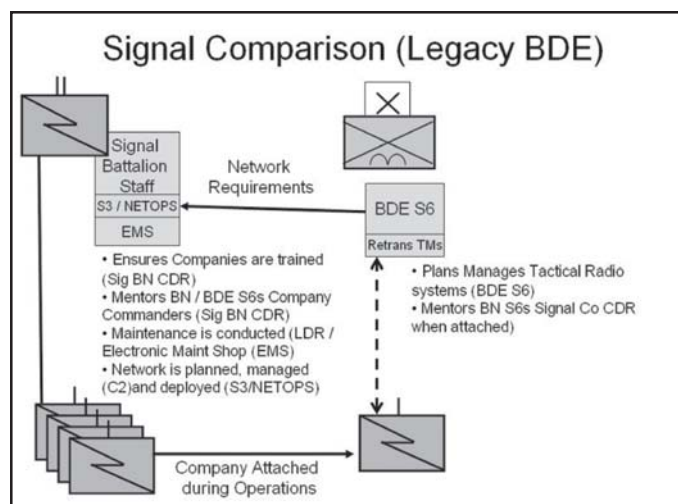 Signal Comparison (Legacy BDE)
Signal
Battalion
Staff
S3 / NETOPS
EMS
Network
Requirements
BDE S6
Retrans TMs
• Ensures Companies are trained
(Sig BN CDR)
• Mentors BN / BDE S6s Company
Commanders (Sig BN CDR)
• Maintenance is conducted (LDR /
Electronic Maint Shop (EMS)
• Network is planned, managed
(C2)and deployed (S3/NETOPS)
• Plans Manages Tactical Radio
systems (BDE S6)
• Mentors BN S6s Signal Co CDR
when attached)
Company Attached
during Operations